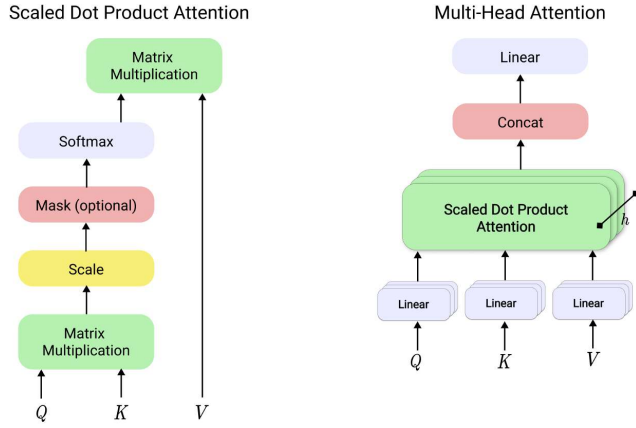 Scaled Dot Product Attention
Matrix
Multiplication
Softmax
Mask (optional)
Scale
Matrix
Multiplication
Q K V
Multi-Head Attention
Linear
Concat
Scaled Dot Product
Attention
h
Linear Linear Linear
Q K V